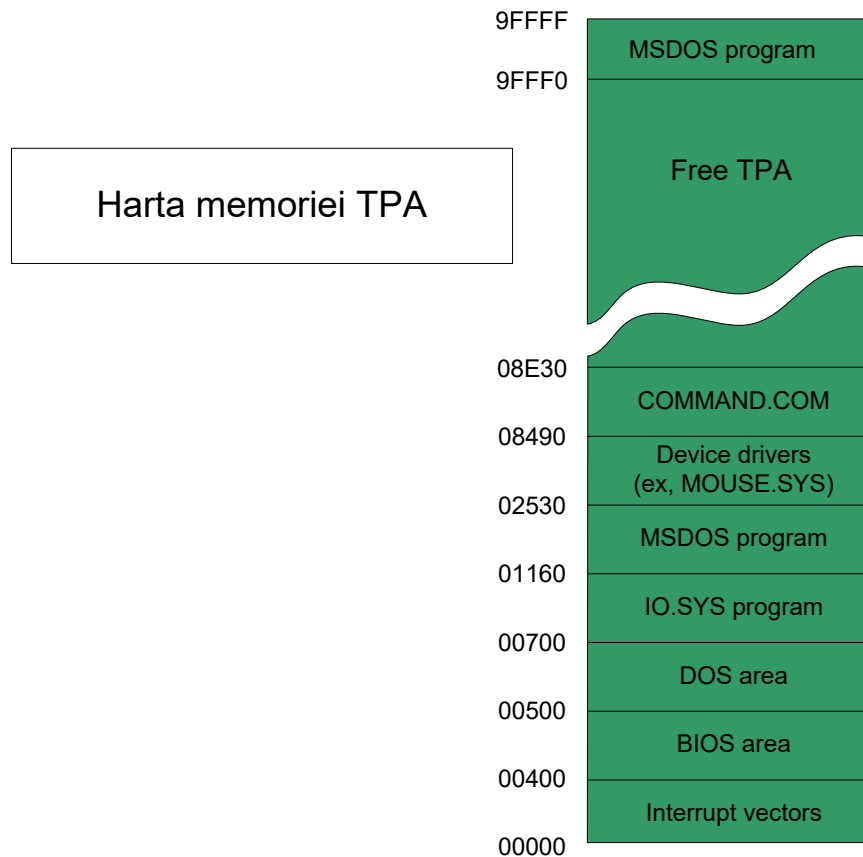 9FFFF
MSDOS program
9FFF0
Free TPA
Harta memoriei TPA
08E30
COMMAND.COM
08490
Device drivers
(ex, MOUSE.SYS)
02530
MSDOS program
01160
IO.SYS program
00700
DOS area
00500
BIOS area
00400
Interrupt vectors
00000